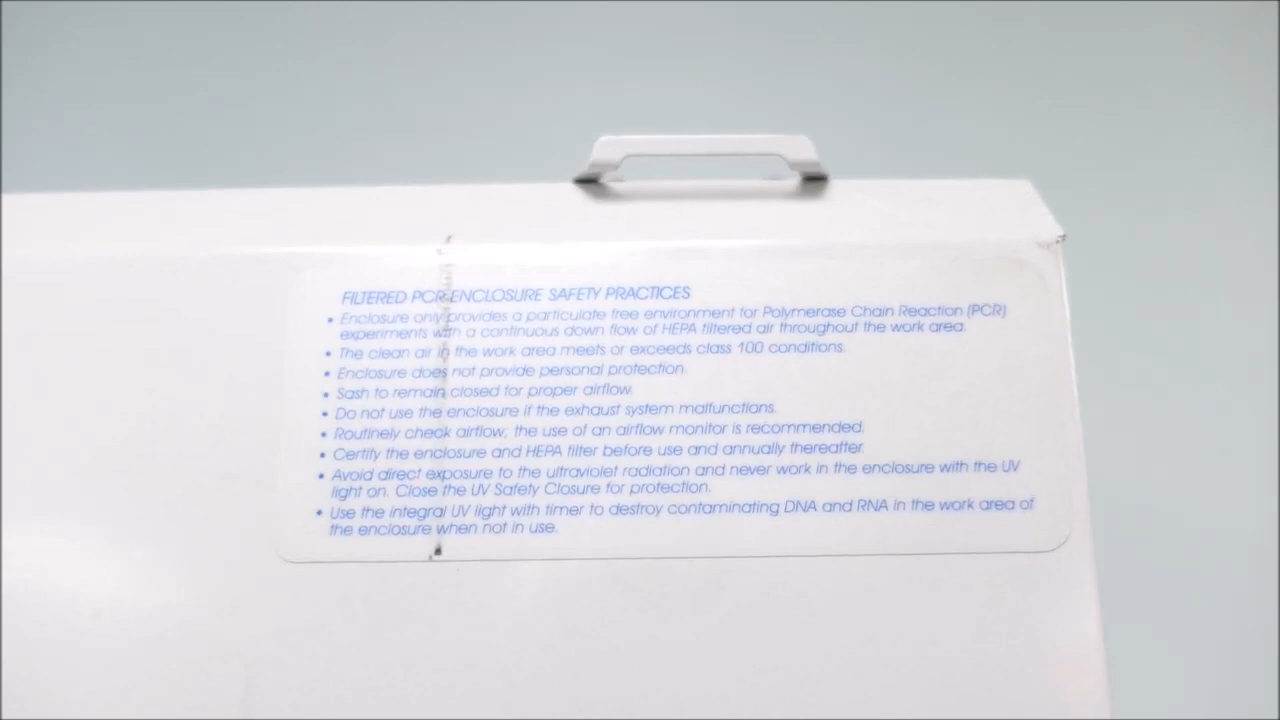 FILTERED PCR ENCLOSURE SAFETY PRACTICES
• Enclosure only provides a particulate free environment for Polymerase Chain Reaction (PCR)
experiments with a continuous down flow of HEPA filtered air throughout the work area.
• The clean air in the work area meets or exceeds class 100 conditions.
• Enclosure does not provide personal protection.
• Sash to remain closed for proper airflow.
• Do not use the enclosure if the exhaust system malfunctions.
• Routinely check airflow; the use of an airflow monitor is recommended.
• Certify the enclosure and HEPA filter before use and annually thereafter.
• Avoid direct exposure to the ultraviolet radiation and never work in the enclosure with the UV
light on. Close the UV Safety Closure for protection.
• Use the integral UV light with timer to destroy contaminating DNA and RNA in the work area of
the enclosure when not in use.